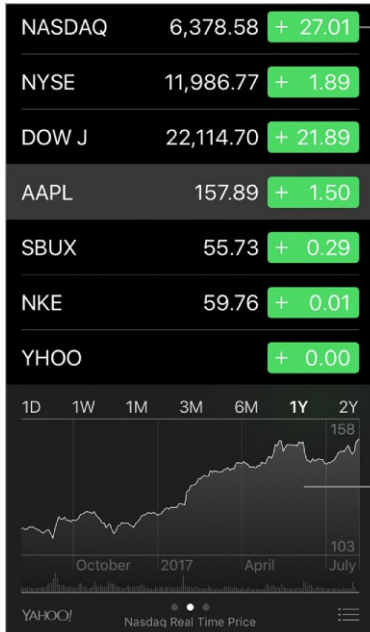 NASDAQ 6,378.58 + 27.01
NYSE 11,986.77 + 1.89
DOW J 22,114.70 + 21.89
AAPL 157.89 + 1.50
SBUX 55.73 + 0.29
NKE 59.76 + 0.01
YHOO + 0.00
1D 1W 1M 3M 6M 1Y 2Y
158
103
October 2017 April July
YAHOO!
Nasdaq Real Time Price